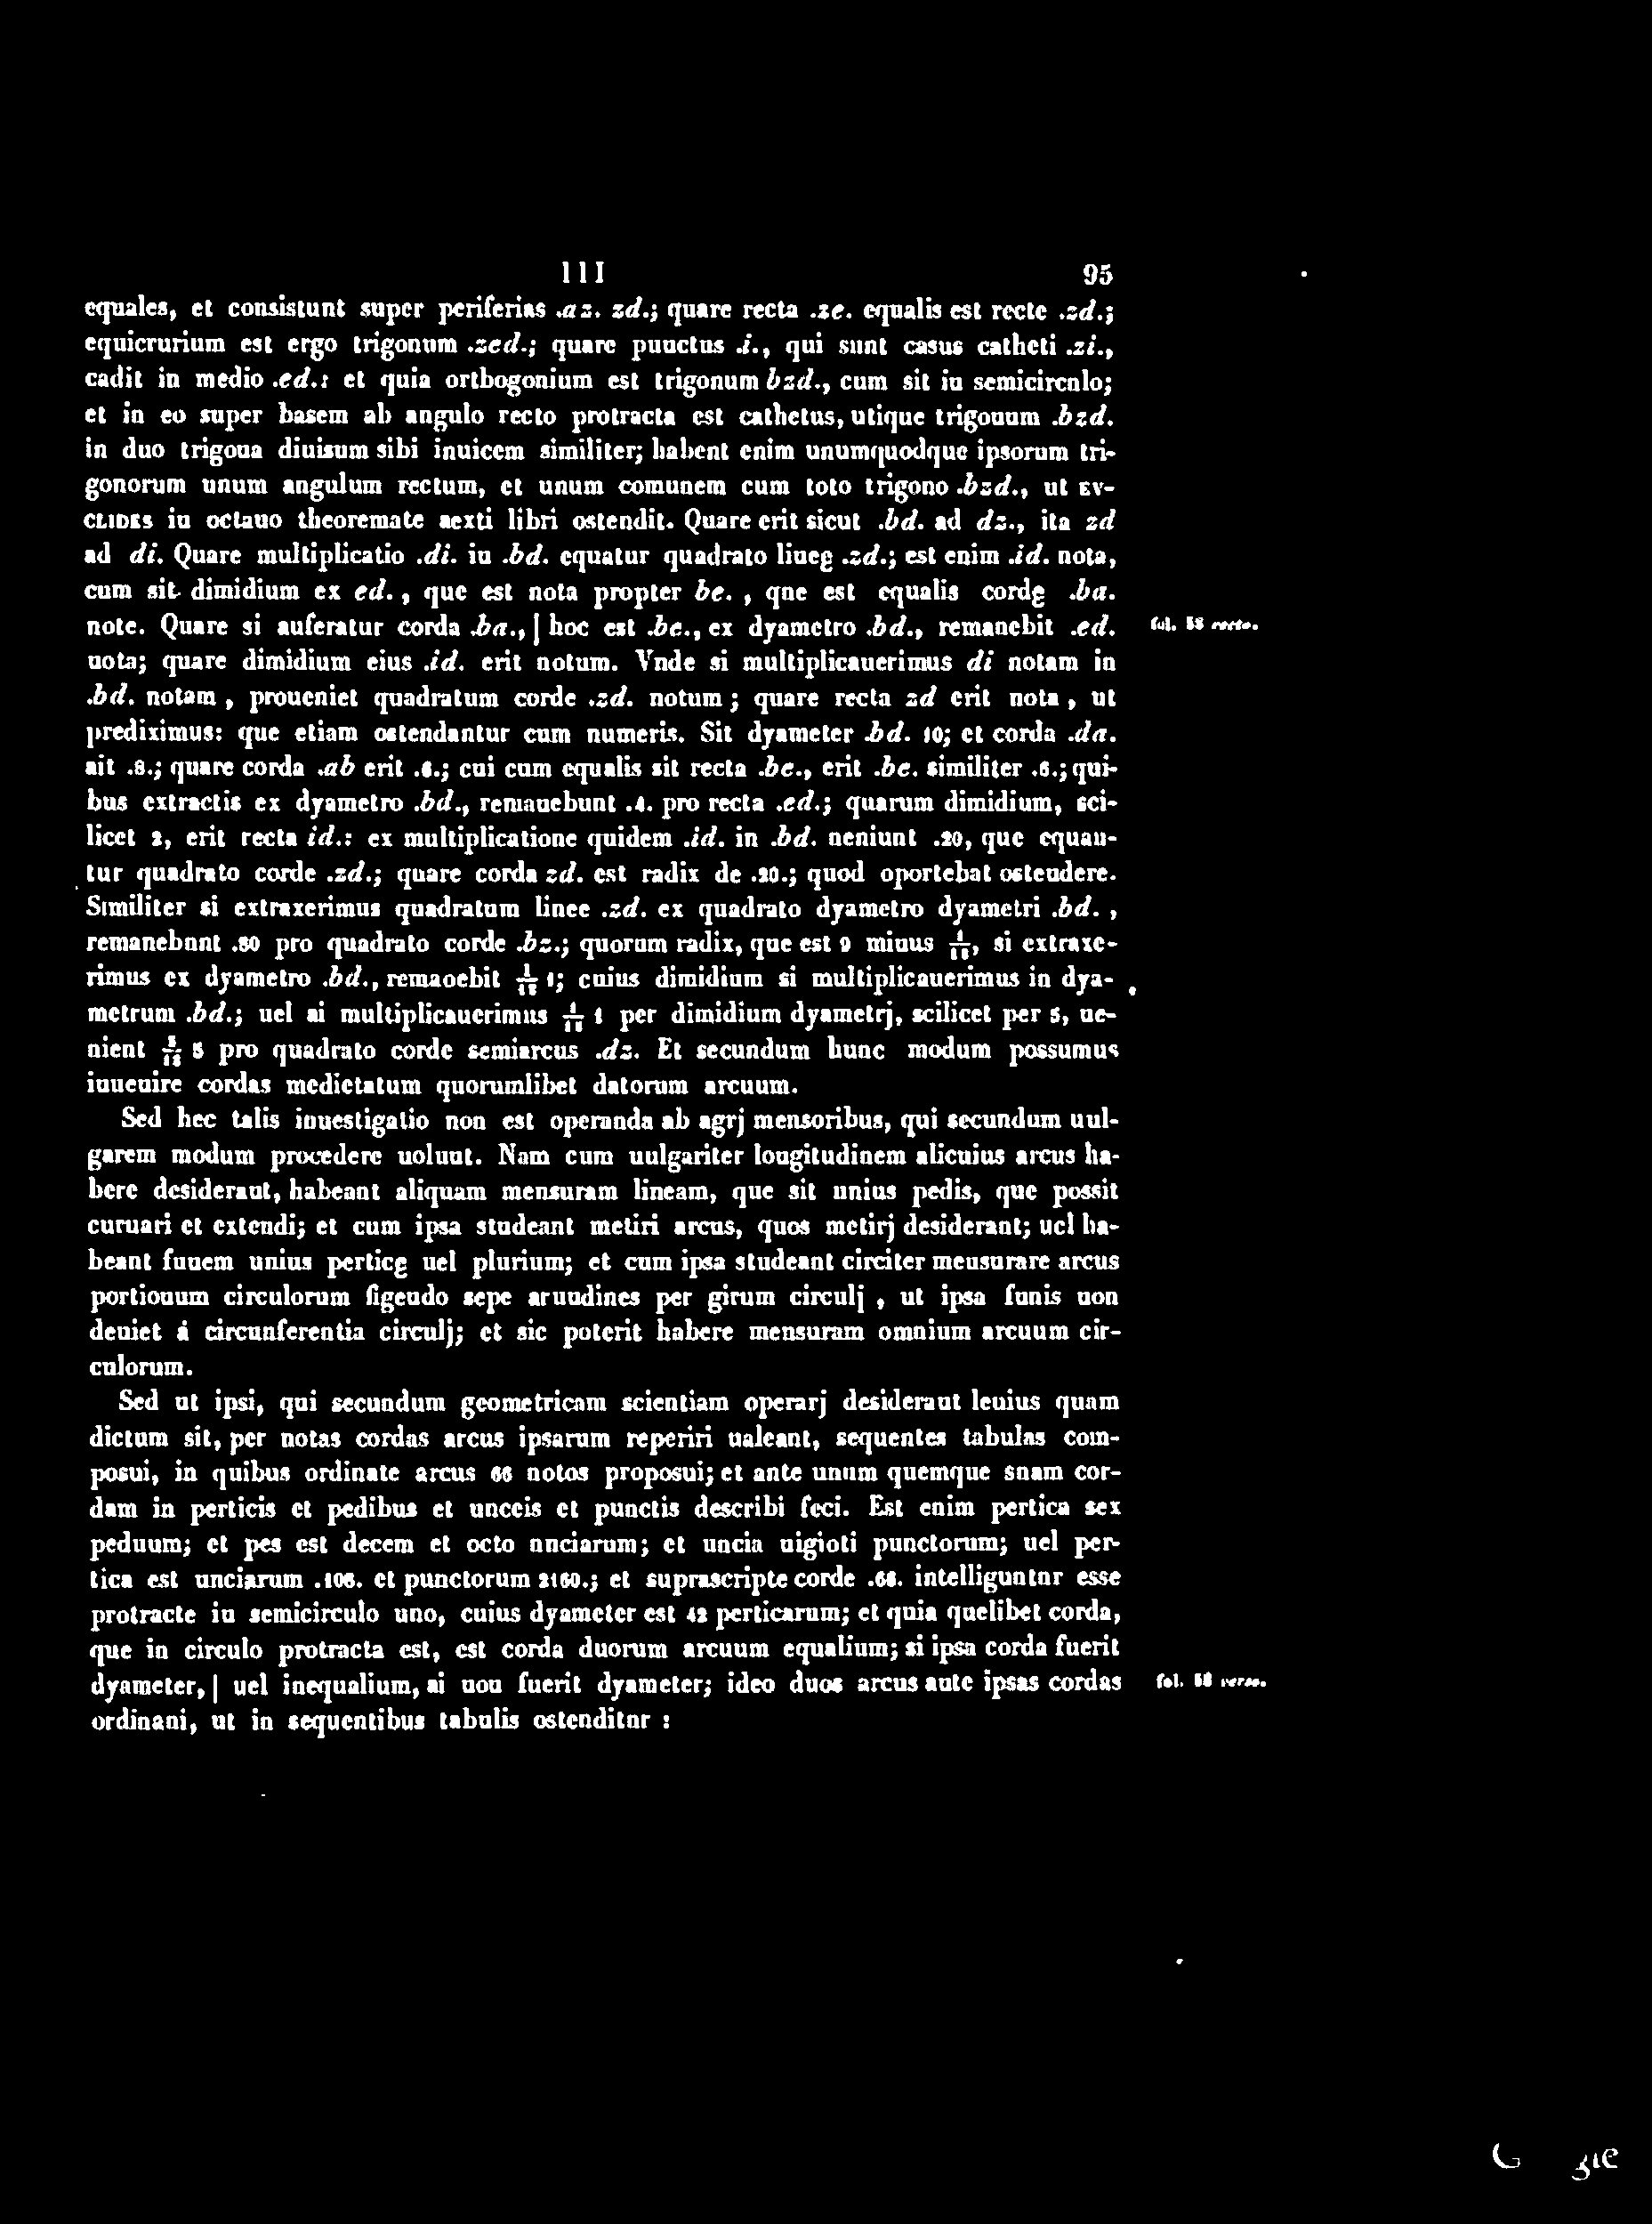 III 95
equales, et consistunt super periferias .az. zd.; quare recta .ze. equalis est recte .zd.;
equicrurium est ergo trigonum .zed.; quare punctus .i., qui sunt casus catheti .zi.,
cadit in medio .ed.: et quia orthogonium est trigonum bzd., cum sit in semicirculo;
et in eo super basem ab angulo recto protracta est cathetus, utique trigonum .bzd.
in duo trigona diuisum sibi inuicem similiter; habent enim unumquodque ipsorum tri-
gonorum unum angulum rectum, et unum comunem cum toto trigono .bzd., ut EV-
CLIDES in octauo theoremate sexti libri ostendit. Quare erit sicut .bd. ad dz., ita zd
ad di. Quare multiplicatio .di. in .bd. equatur quadrato lineę .zd.; est enim .id. nota,
cum sit dimidium ex ed. , que est nota propter be. , que est equalis cordę .ba.
note. Quare si auferatur corda .ba., | hoc est .be., ex dyametro .bd., remanebit .ed.
fol. 58 recto.
nota; quare dimidium eius .id. erit notum. Vnde si multiplicauerimus di notam in
.bd. notam , proueniet quadratum corde .zd. notum ; quare recta zd erit nota , ut
prediximus: que etiam ostendantur cum numeris. Sit dyameter .bd. 10; et corda .da.
sit .8.; quare corda .ab erit .6.; cui cum equalis sit recta .be., erit .be. similiter .6.; qui-
bus extractis ex dyametro .bd., remanebunt .4. pro recta .ed.; quarum dimidium, sci-
licet 2, erit recta id.: ex multiplicatione quidem .id. in .bd. ueniunt .20, que equan-
tur quadrato corde .zd.; quare corda zd. est radix de .20.; quod oportebat ostendere.
Similiter si extraxerimus quadratum linee .zd. ex quadrato dyametro dyametri .bd. ,
remanebunt .80 pro quadrato corde .bz.; quorum radix, que est 9 minus 1/18, si extraxe-
rimus ex dyametro .bd., remanebit 1/18 1; cuius dimidium si multiplicauerimus in dya-
metrum .bd.; uel si multiplicauerimus 1/18 1 per dimidium dyametrj, scilicet per 5, ue-
nient 5/18 5 pro quadrato corde semiarcus .dz. Et secundum hunc modum possumus
inuenire cordas medietatum quorumlibet datorum arcuum.
Sed hec talis inuestigatio non est operanda ab agrj mensoribus, qui secundum uul-
garem modum procedere uolunt. Nam cum uulgariter longitudinem alicuius arcus ha-
bere desiderant, habeant aliquam mensuram lineam, que sit unius pedis, que possit
curuari et extendi; et cum ipsa studeant metiri arcus, quos metirj desiderant; uel ha-
beant funem unius perticę uel plurium; et cum ipsa studeant circiter mensurare arcus
portionum circulorum figendo sepe arundines per girum circulj , ut ipsa funis non
deuiet á circunferentia circulj; et sic poterit habere mensuram omnium arcuum cir-
culorum.
Sed ut ipsi, qui secundum geometricam scientiam operarj desiderant leuius quam
dictum sit, per notas cordas arcus ipsarum reperiri ualeant, sequentes tabulas com-
posui, in quibus ordinate arcus 66 notos proposui; et ante unum quemque suam cor-
dam in perticis et pedibus et unceis et punctis describi feci. Est enim pertica sex
peduum; et pes est decem et octo unciarum; et uncia uiginti punctorum; uel per-
tica est unciarum .108. et punctorum 2160.; et suprascripte corde .66. intelliguntur esse
protracte in semicirculo uno, cuius dyameter est 42 perticarum; et quia quelibet corda,
que in circulo protracta est, est corda duorum arcuum equalium; si ipsa corda fuerit
dyameter, | uel inequalium, si non fuerit dyameter; ideo duos arcus ante ipsas cordas
fol. 58 verso.
ordinani, ut in sequentibus tabulis ostenditur :